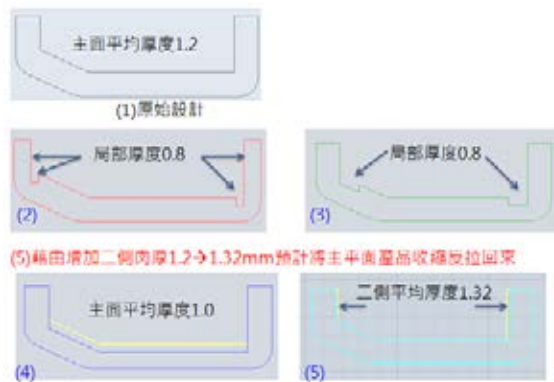 主面平均厚度1.2
(1)原始設計
局部厚度0.8
(2)
局部厚度0.8
(3)
(5)藉由增加二側肉厚1.2→1.32mm預計將主平面產品收縮反拉回來
主面平均厚度1.0
(4)
二側平均厚度1.32
(5)